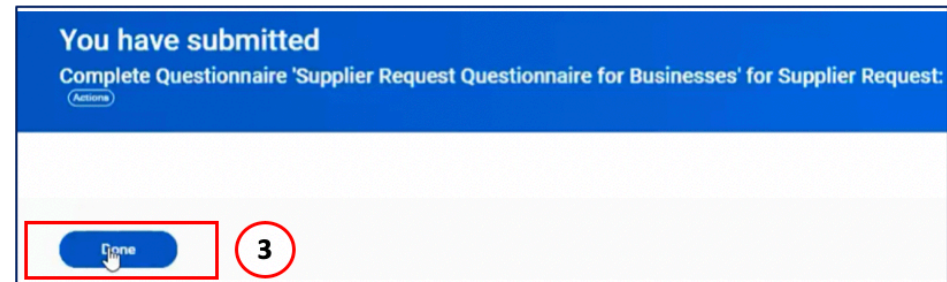 You have submitted
Complete Questionnaire 'Supplier Request Questionnaire for Businesses' for Supplier Request:
Actions
Done
3